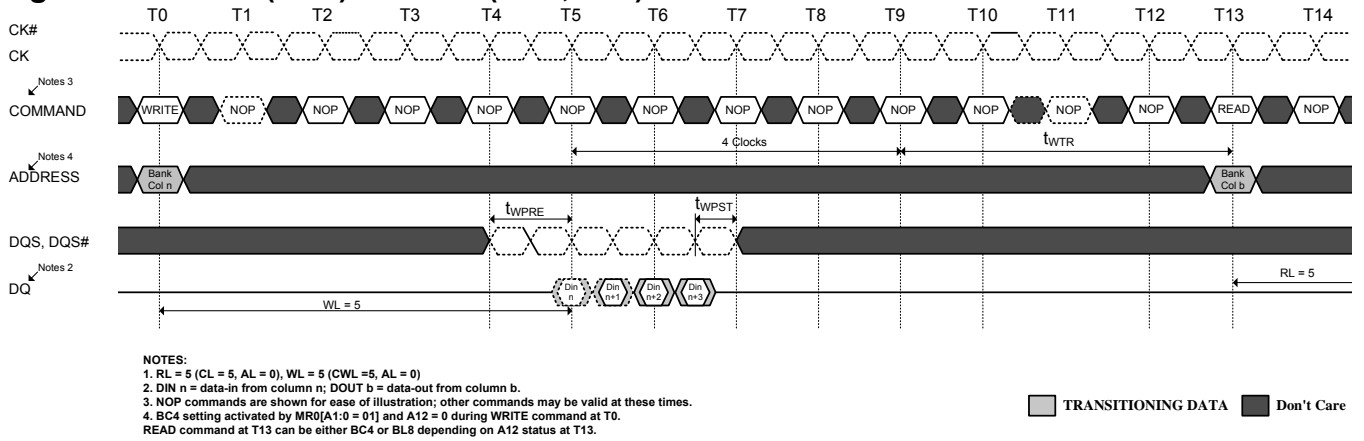 T0 T1 T2 T3 T4 T5 T6 T7 T8 T9 T10 T11 T12 T13 T14
CK#
CK
Notes 3
COMMAND
WRITE NOP NOP NOP NOP NOP NOP NOP NOP NOP NOP NOP NOP READ NOP
4 Clocks
tWTR
Notes 4
ADDRESS
Bank
Col n
Bank
Col b
tWPRE
tWPST
DQS, DQS#
Notes 2
DQ
Din
n
Din
n+1
Din
n+2
Din
n+3
RL = 5
WL = 5
NOTES:
1. RL = 5 (CL = 5, AL = 0), WL = 5 (CWL =5, AL = 0)
2. DIN n = data-in from column n; DOUT b = data-out from column b.
3. NOP commands are shown for ease of illustration; other commands may be valid at these times.
4. BC4 setting activated by MR0[A1:0 = 01] and A12 = 0 during WRITE command at T0.
READ command at T13 can be either BC4 or BL8 depending on A12 status at T13.
TRANSITIONING DATA
Don't Care